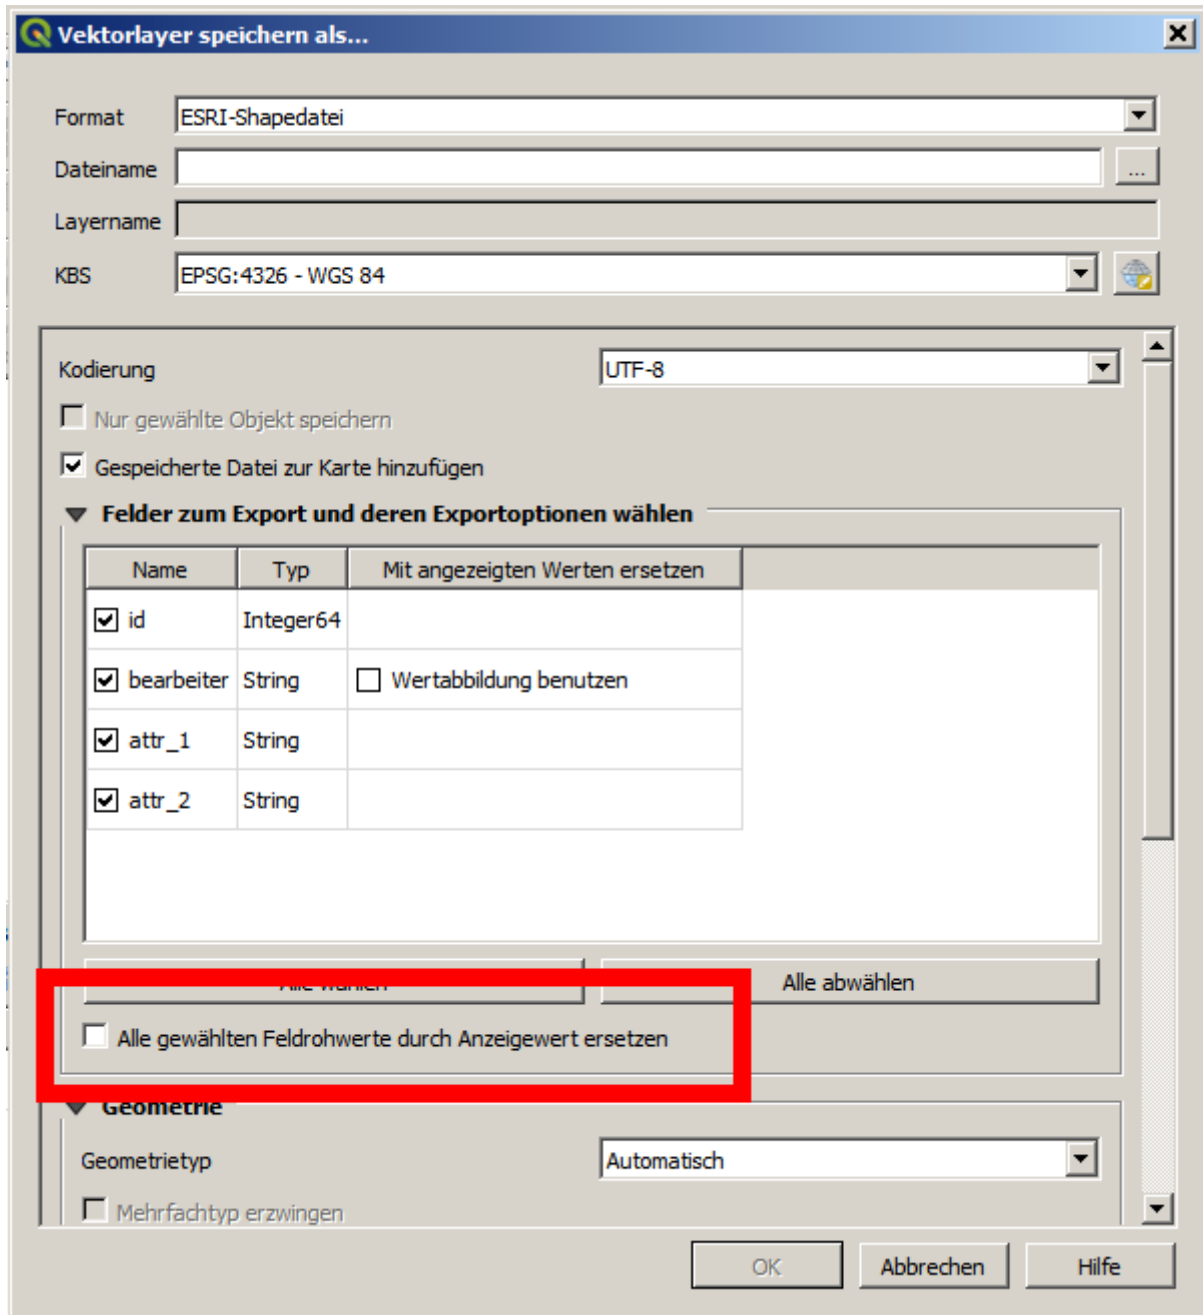 Vektorlayer speichern als...
Format ESRI-Shapedatei
Dateiname ...
Layername
KBS EPSG:4326 - WGS 84
Kodierung UTF-8
Nur gewählte Objekt speichern
Gespeicherte Datei zur Karte hinzufügen
Felder zum Export und deren Exportoptionen wählen
Name Typ Mit angezeigten Werten ersetzen
id Integer64
bearbeiter String Wertabbildung benutzen
attr_1 String
attr_2 String
Alle wählen Alle abwählen
Alle gewählten Feldrohwerte durch Anzeigewert ersetzen
Geometrie
Geometrietyp Automatisch
Mehrfachtyp erzwingen
OK Abbrechen Hilfe